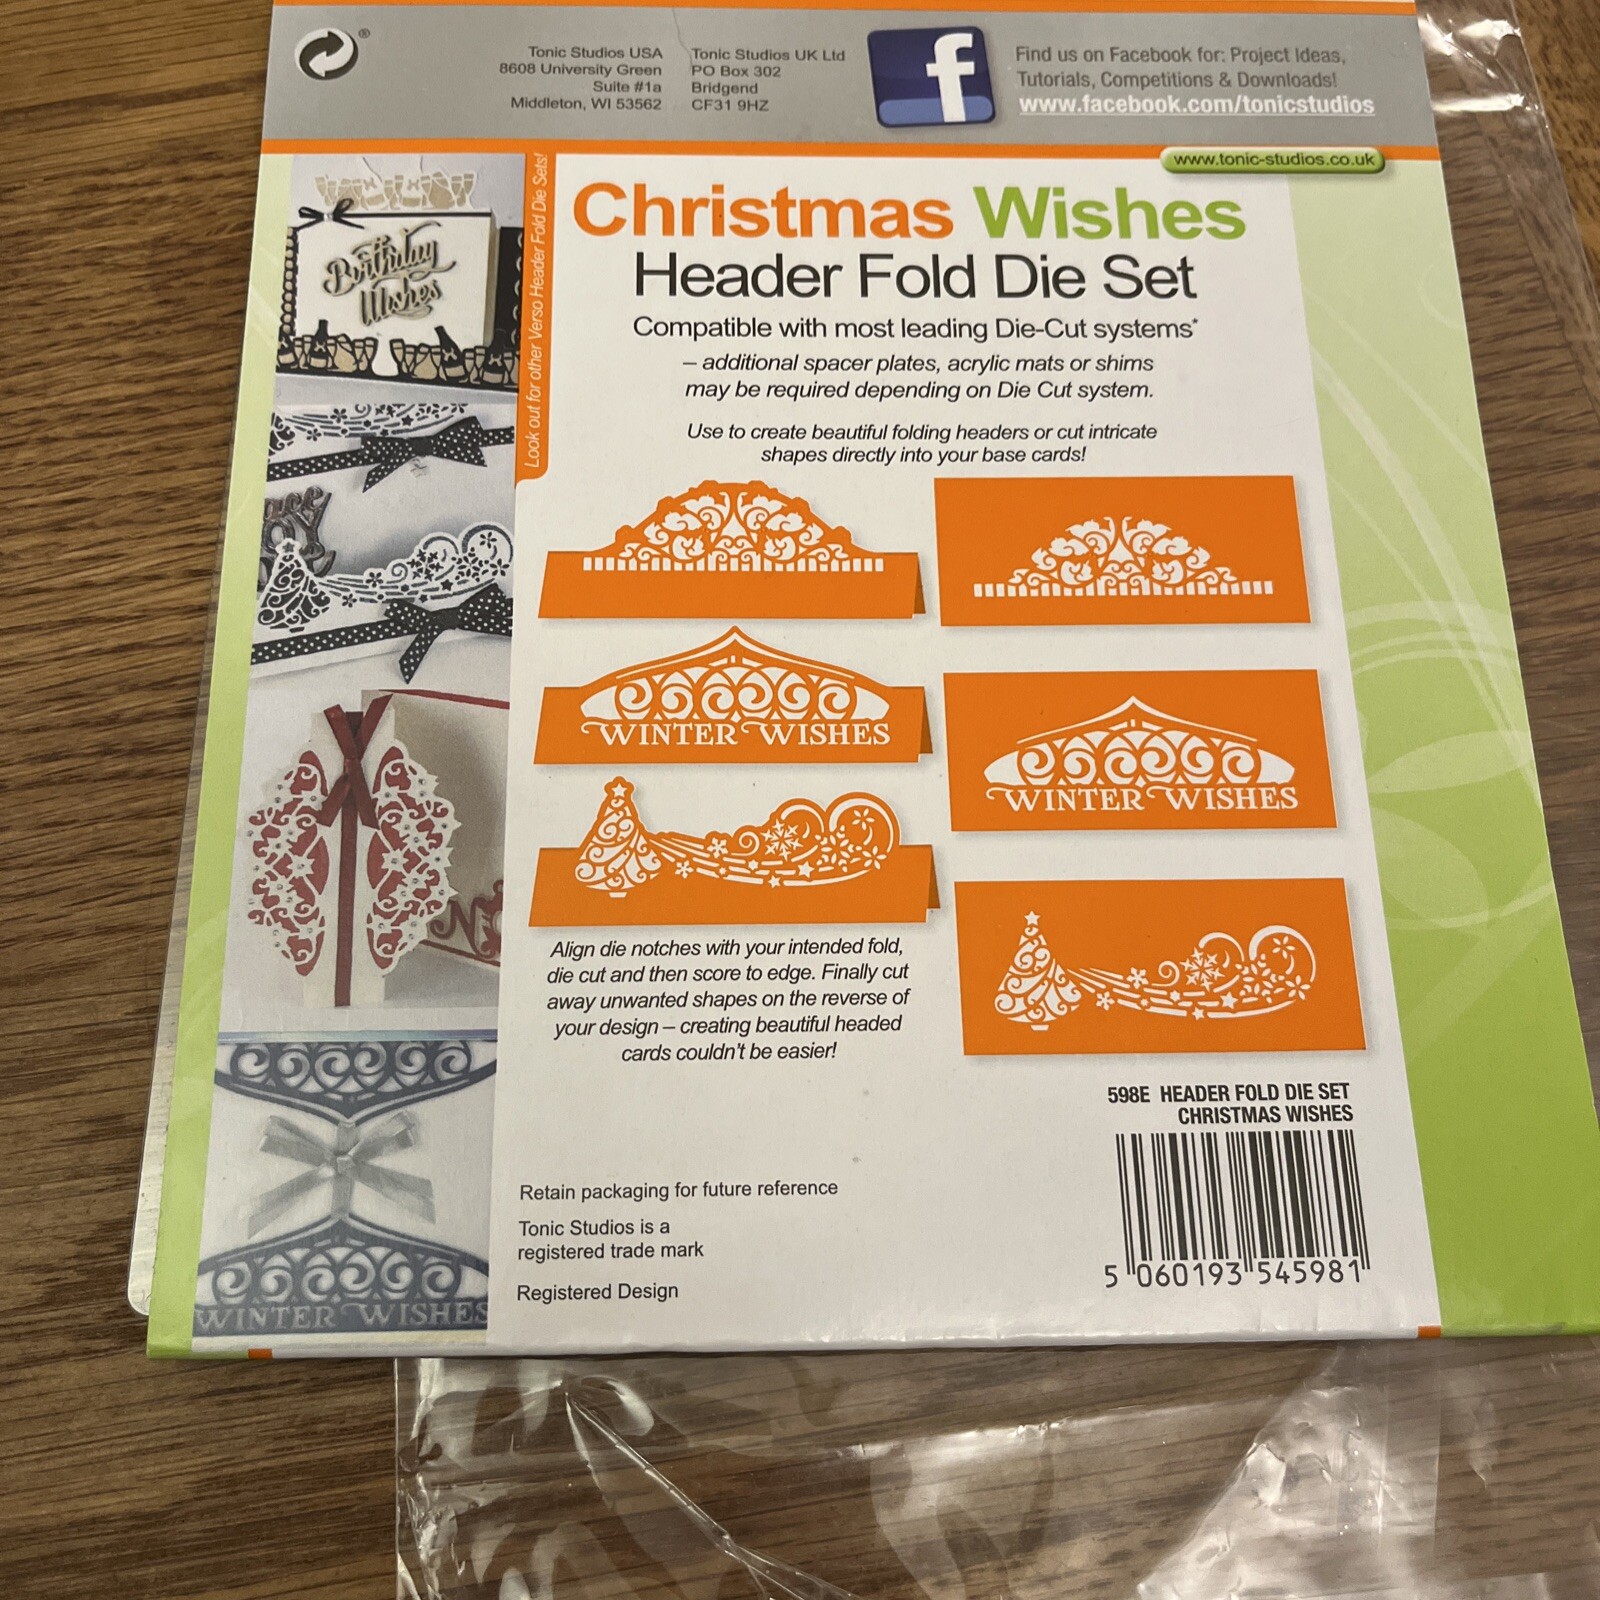 ®
Tonic Studios USA
8608 University Green
Suite #1a
Middleton, WI 53562
Tonic Studios UK Ltd
PO Box 302
Bridgend
CF31 9HZ
f
Find us on Facebook for: Project Ideas,
Tutorials, Competitions & Downloads!
www.facebook.com/tonicstudios
www.tonic-studios.co.uk
Look out for other Verso Header Fold Die Sets!
Birthday
Wishes
Christmas Wishes
Header Fold Die Set
Compatible with most leading Die-Cut systems*
– additional spacer plates, acrylic mats or shims
may be required depending on Die Cut system.
Use to create beautiful folding headers or cut intricate
shapes directly into your base cards!
WINTER WISHES
WINTER WISHES
Align die notches with your intended fold,
die cut and then score to edge. Finally cut
away unwanted shapes on the reverse of
your design – creating beautiful headed
cards couldn't be easier!
WINTER WISHES
598E HEADER FOLD DIE SET
CHRISTMAS WISHES
5 060193 545981
Retain packaging for future reference
Tonic Studios is a
registered trade mark
Registered Design